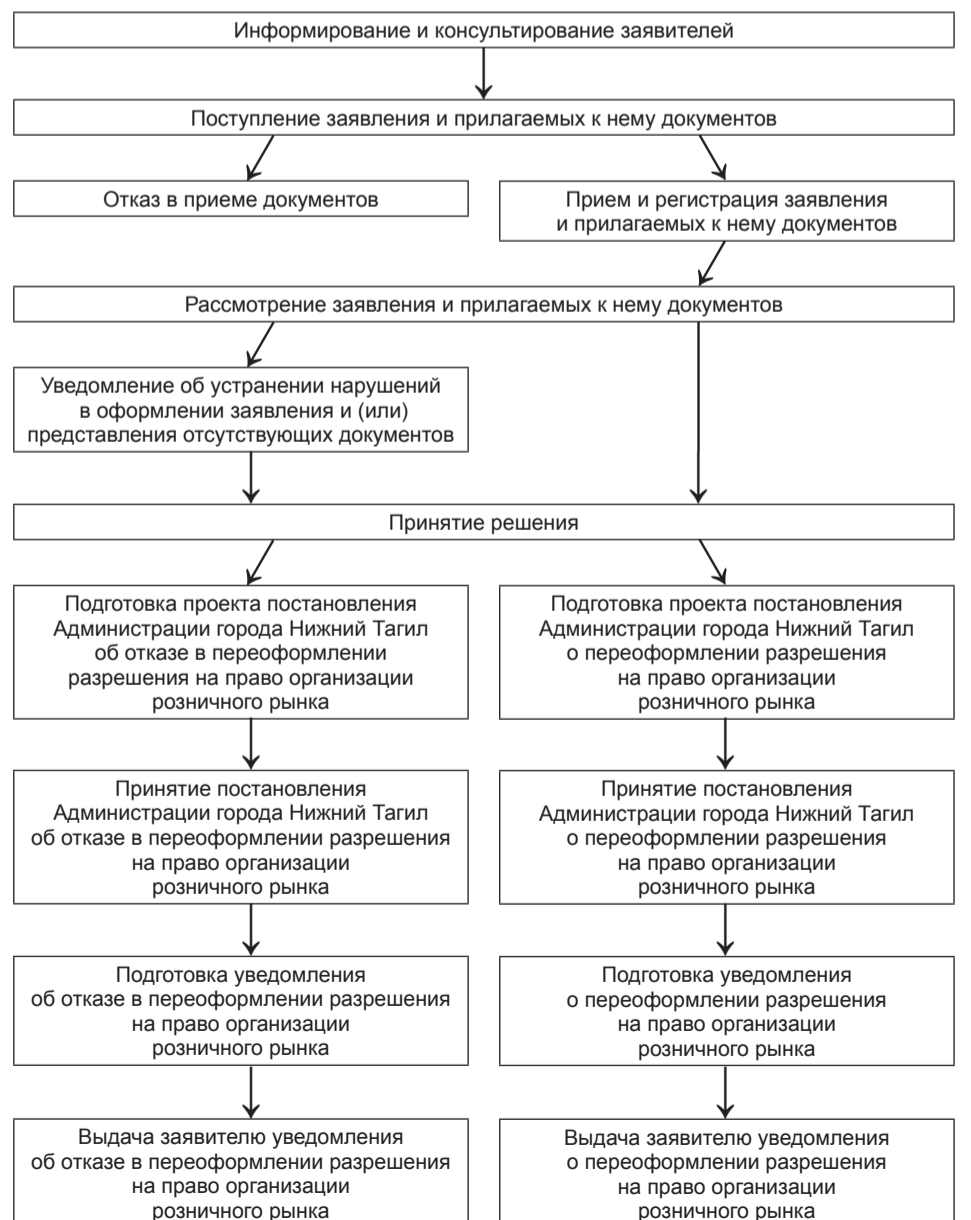 Информирование и консультирование заявителей
Поступление заявления и прилагаемых к нему документов
Отказ в приеме документов
Прием и регистрация заявления
и прилагаемых к нему документов
Рассмотрение заявления и прилагаемых к нему документов
Уведомление об устранении нарушений
в оформлении заявления и (или)
представления отсутствующих документов
Принятие решения
Подготовка проекта постановления
Администрации города Нижний Тагил
об отказе в переоформлении
разрешения на право организации
розничного рынка
Подготовка проекта постановления
Администрации города Нижний Тагил
о переоформлении разрешения
на право организации
розничного рынка
Принятие постановления
Администрации города Нижний Тагил
об отказе в переоформлении разрешения
на право организации
розничного рынка
Принятие постановления
Администрации города Нижний Тагил
о переоформлении разрешения
на право организации
розничного рынка
Подготовка уведомления
об отказе в переоформлении разрешения
на право организации
розничного рынка
Подготовка уведомления
о переоформлении разрешения
на право организации
розничного рынка
Выдача заявителю уведомления
об отказе в переоформлении разрешения
на право организации
розничного рынка
Выдача заявителю уведомления
о переоформлении разрешения
на право организации
розничного рынка